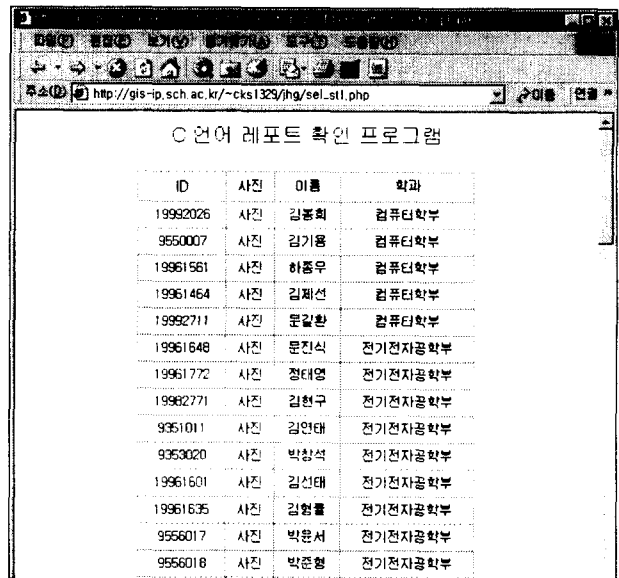 주소(D) http://gis-ip.sch.ac.kr/~cks1329/jhg/sel_st1.php 이동 연결 »
C 언어 레포트 확인 프로그램
ID 사진 이름 학과
19992026 사진 김봉희 컴퓨터학부
9550007 사진 김기용 컴퓨터학부
19961561 사진 하종우 컴퓨터학부
19961464 사진 김제선 컴퓨터학부
19992711 사진 문길환 컴퓨터학부
19961648 사진 문진식 전기전자공학부
19961772 사진 정태영 전기전자공학부
19982771 사진 김현구 전기전자공학부
9351011 사진 김연태 전기전자공학부
9353020 사진 박창석 전기전자공학부
19961601 사진 김선태 전기전자공학부
19961635 사진 김형률 전기전자공학부
9556017 사진 박윤서 전기전자공학부
9556018 사진 박준형 전기전자공학부